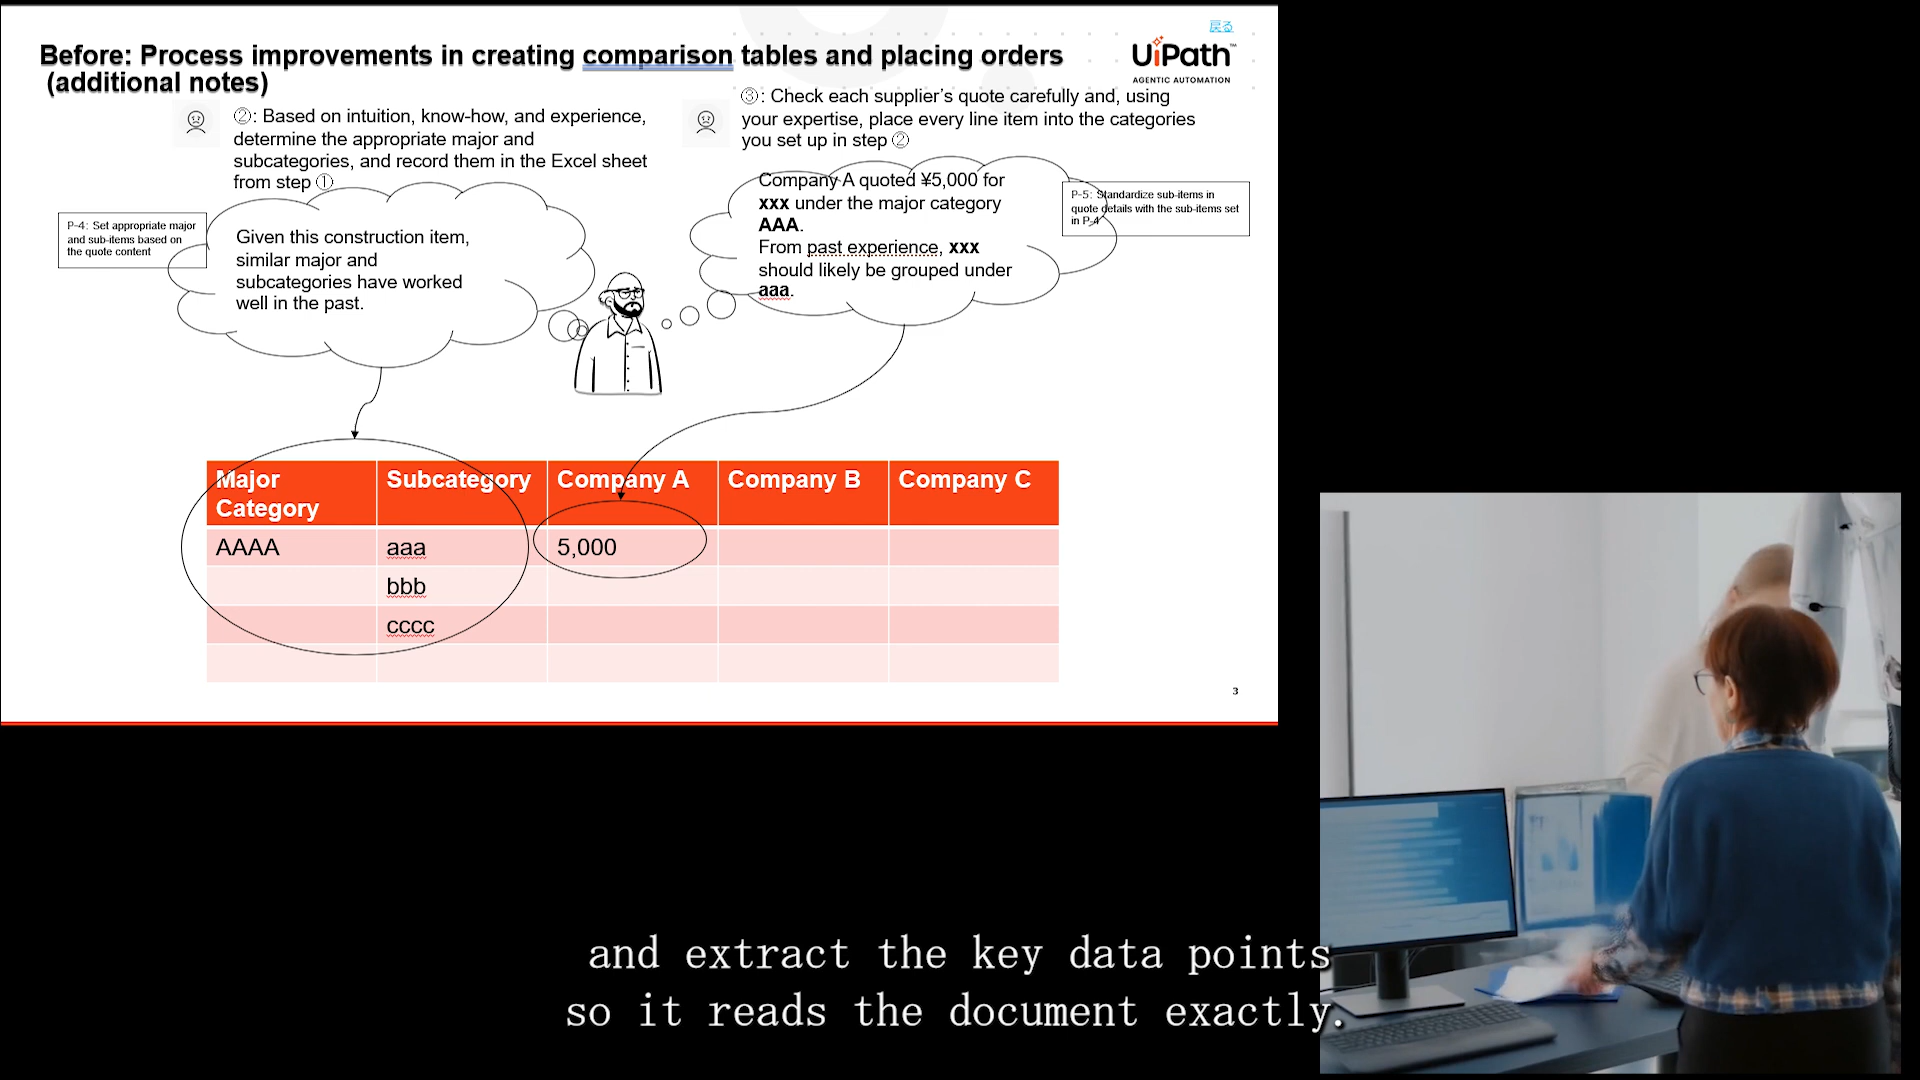 戻る
Before: Process improvements in creating comparison tables and placing orders
(additional notes)
UiPath™
AGENTIC AUTOMATION
②: Based on intuition, know-how, and experience,
determine the appropriate major and
subcategories, and record them in the Excel sheet
from step ①
③: Check each supplier’s quote carefully and, using
your expertise, place every line item into the categories
you set up in step ②
P-4: Set appropriate major
and sub-items based on
the quote content
Given this construction item,
similar major and
subcategories have worked
well in the past.
Company A quoted ¥5,000 for
xxx under the major category
AAA.
From past experience, xxx
should likely be grouped under
aaa.
P-5: Standardize sub-items in
quote details with the sub-items set
in P-4
Major
Category
Subcategory
Company A
Company B
Company C
AAAA
aaa
5,000
bbb
cccc
3
and extract the key data points
so it reads the document exactly.